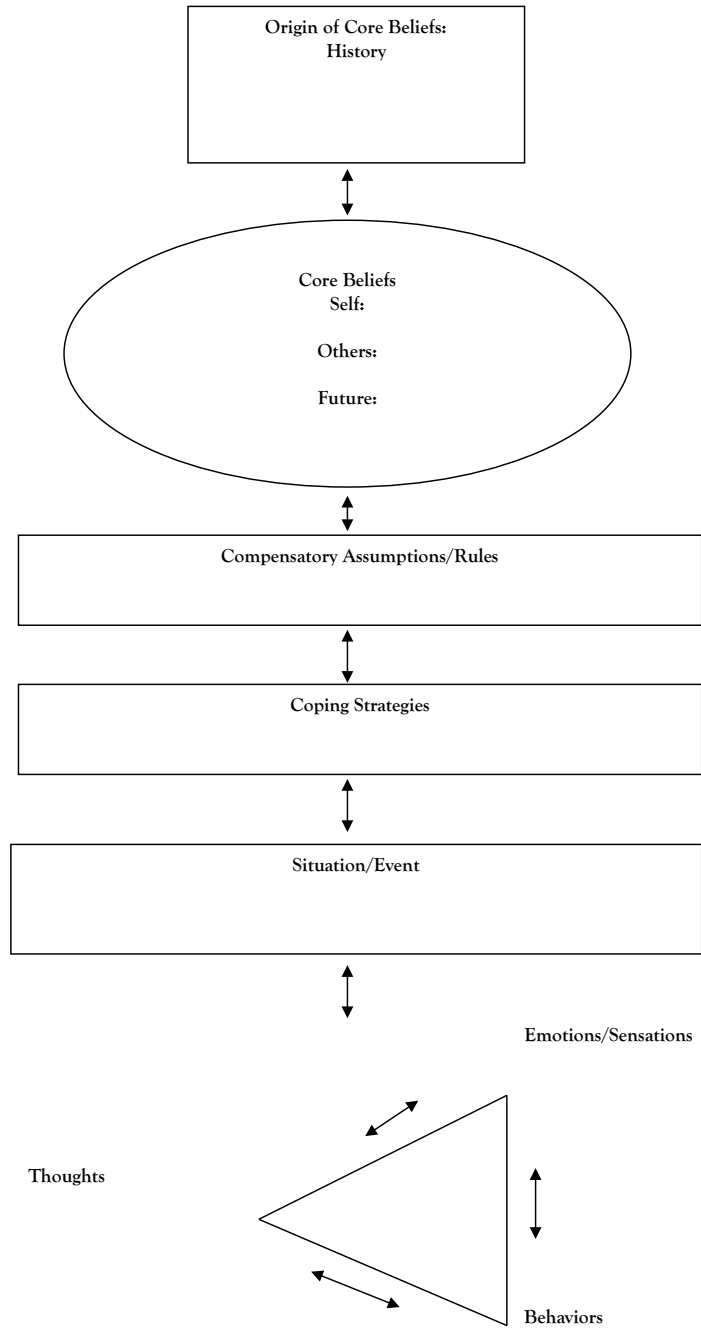 Origin of Core Beliefs:
History
Core Beliefs
Self:
Others:
Future:
Compensatory Assumptions/Rules
Coping Strategies
Situation/Event
Emotions/Sensations
Thoughts
Behaviors